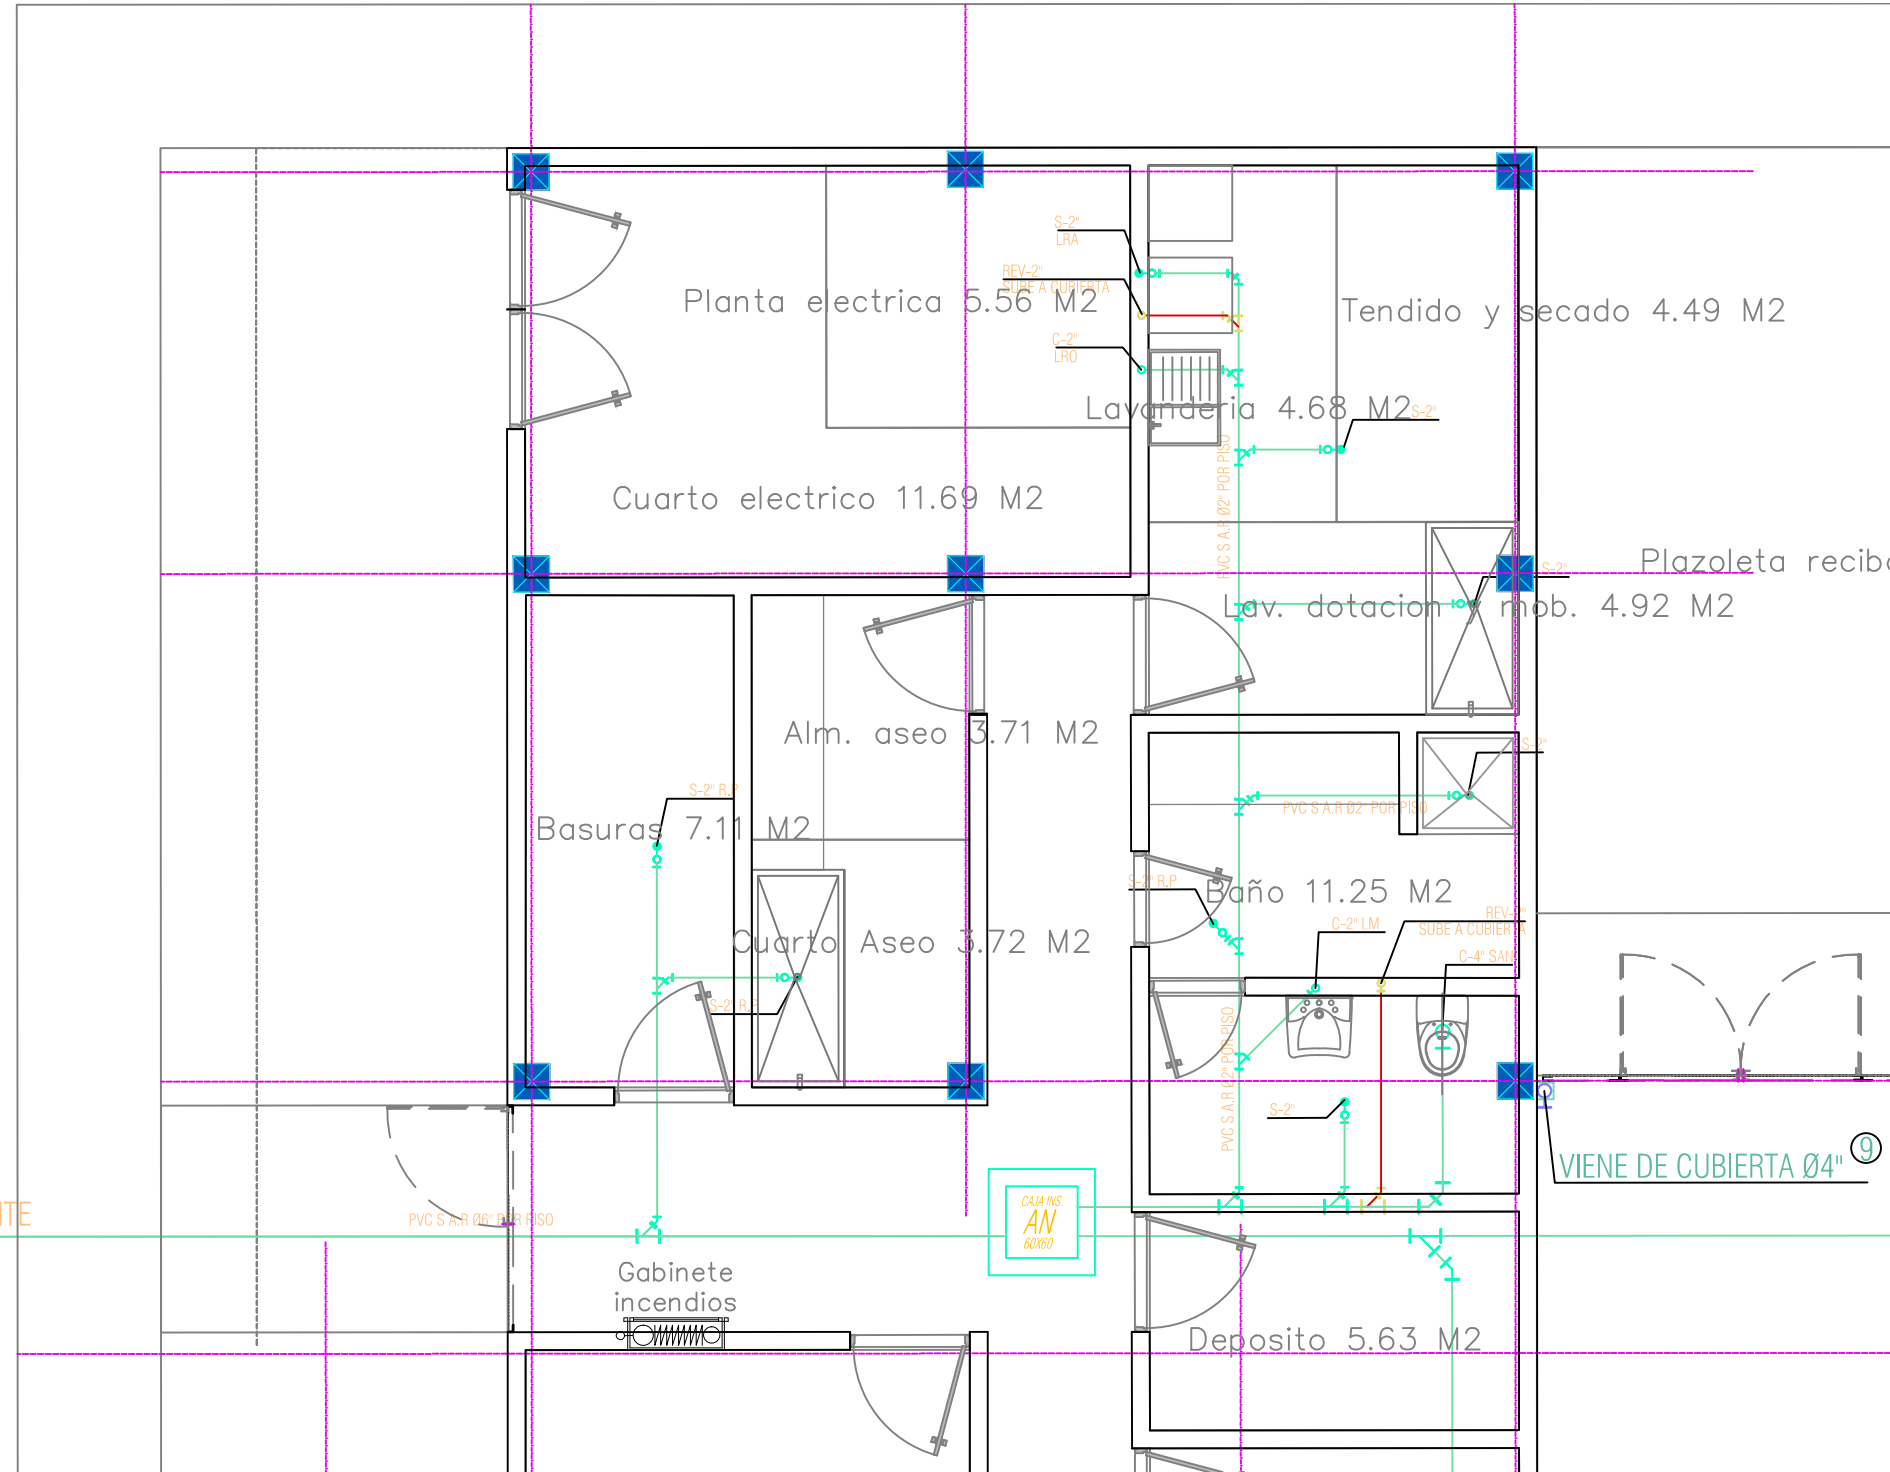 S-2"
LRA
REV-2"
SUBE A CUBIERTA
Planta electrica 5.56 M2
Tendido y secado 4.49 M2
C-2"
LRO
Lavanderia 4.68 M2
S-2"
PVC S A.R Ø2" POR PISO
Cuarto electrico 11.69 M2
S-2"
Plazoleta recibo
Lav. dotacion y mob. 4.92 M2
Alm. aseo 3.71 M2
S-2"
S-2" R.P
PVC S A.R Ø2" POR PISO
Basuras 7.11 M2
S-2" R.P
Baño 11.25 M2
C-2" LM
SUBE A CUBIERTA
Cuarto Aseo 3.72 M2
C-4" SAN
S-2" R.P
PVC S A.R Ø2" POR PISO
S-2"
VIENE DE CUBIERTA Ø4"
9
CAJA INS.
AN
60X60
PVC S A.R Ø6" POR PISO
Gabinete
incendios
Deposito 5.63 M2